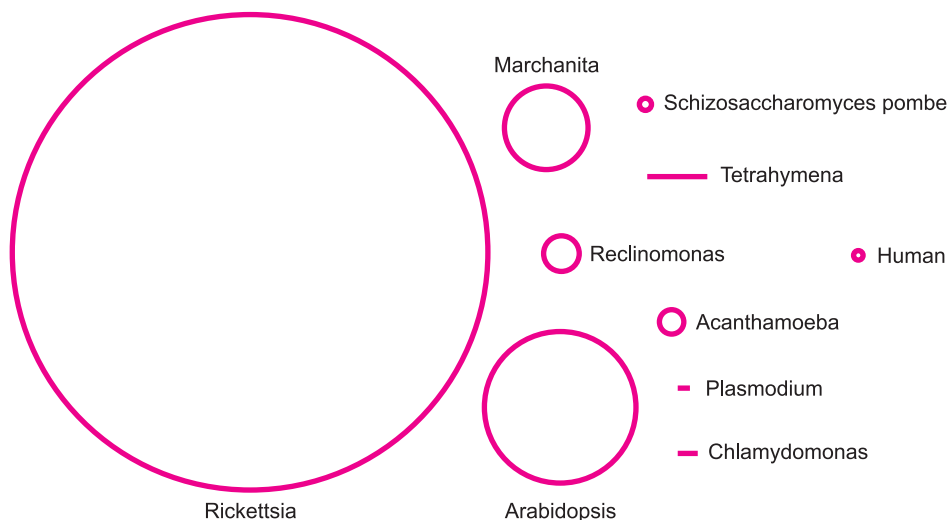 Marchanita
Schizosaccharomyces pombe
Tetrahymena
Reclinomonas
Human
Acanthamoeba
Plasmodium
Chlamydomonas
Rickettsia
Arabidopsis